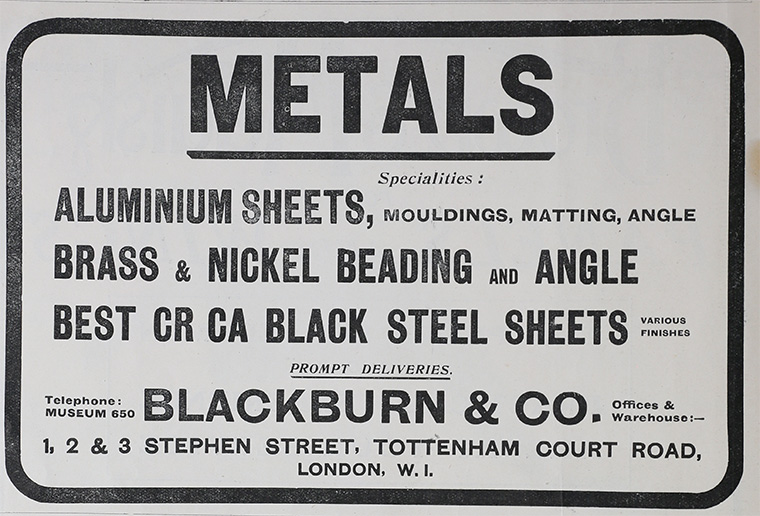 METALS
Specialities:
ALUMINIUM SHEETS, MOULDINGS, MATTING, ANGLE
BRASS & NICKEL BEADING AND ANGLE
BEST CR CA BLACK STEEL SHEETS VARIOUS FINISHES
PROMPT DELIVERIES.
Telephone: MUSEUM 650 BLACKBURN & CO. Offices & Warehouse:—
1, 2 & 3 STEPHEN STREET, TOTTENHAM COURT ROAD,
LONDON, W.I.